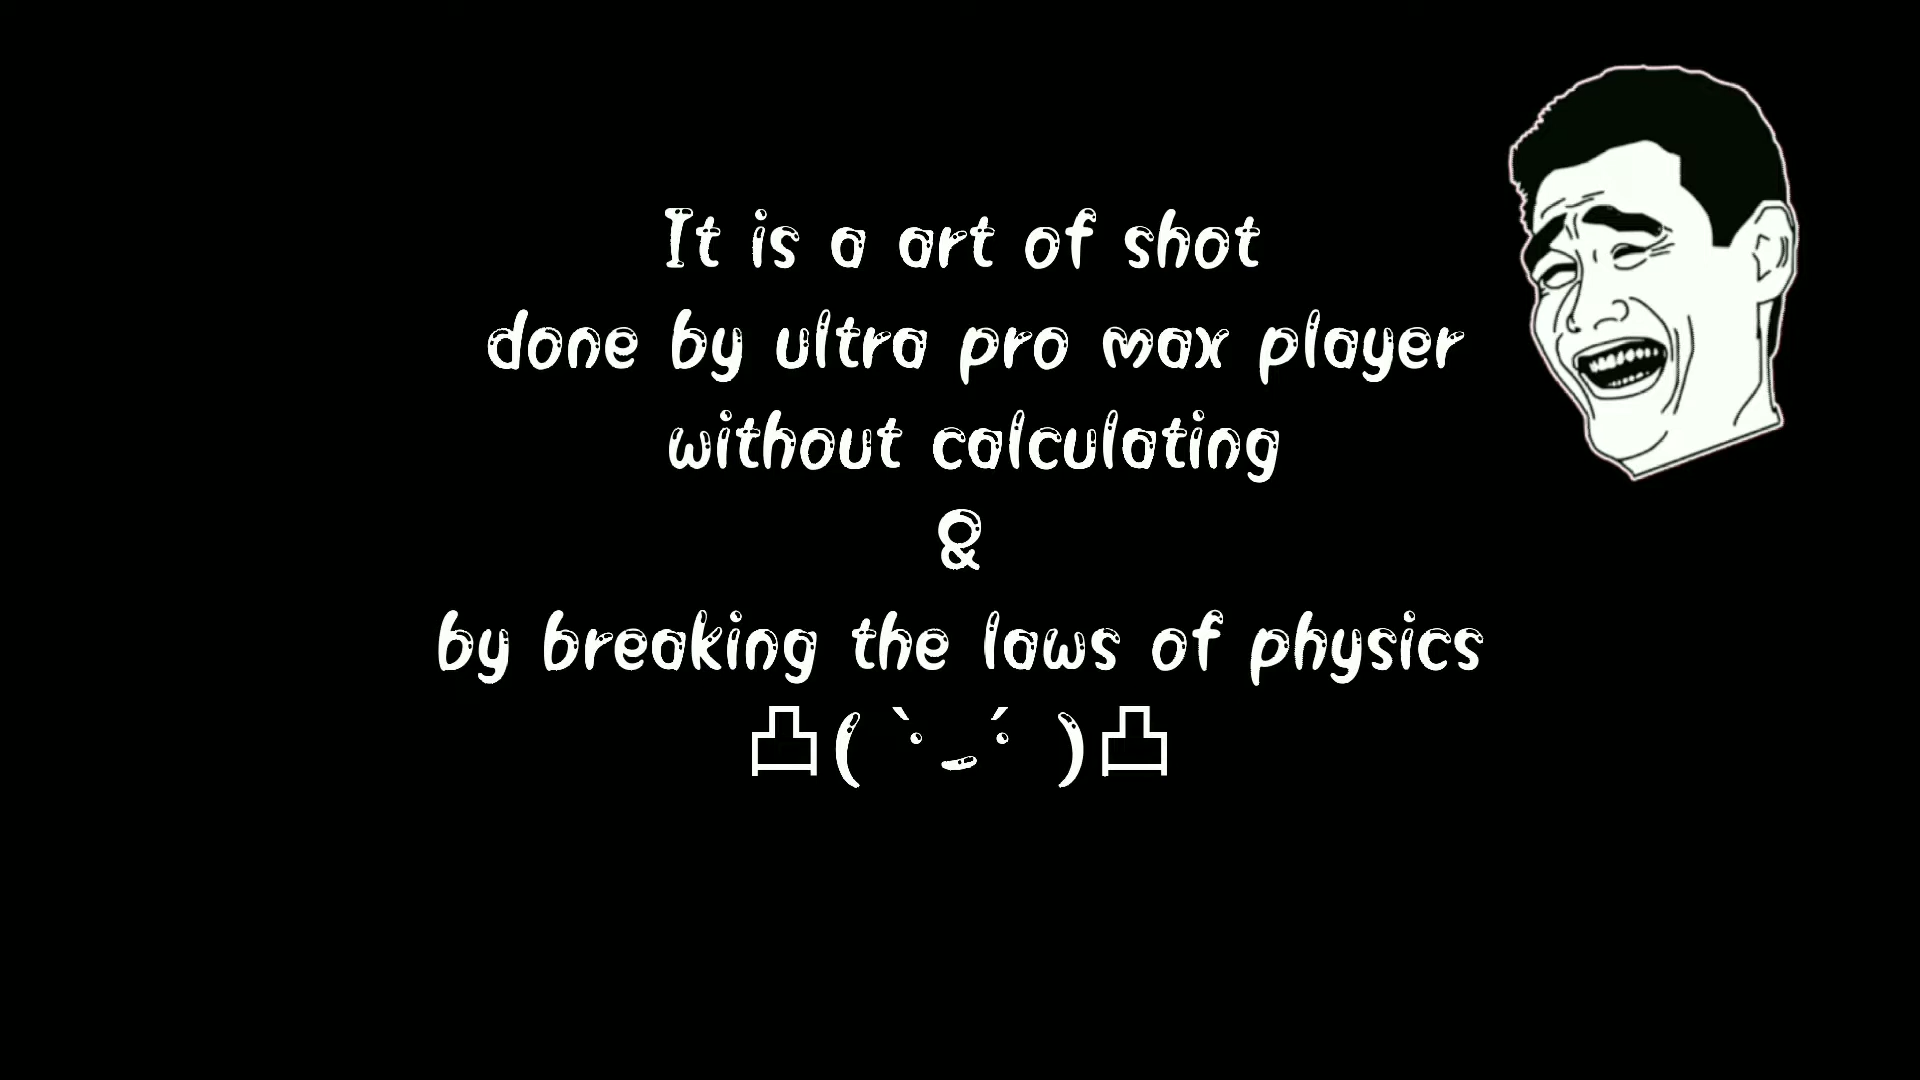 It is a art of shot
done by ultra pro max player
without calculating
&
by breaking the laws of physics
凸( `•_•´ )凸